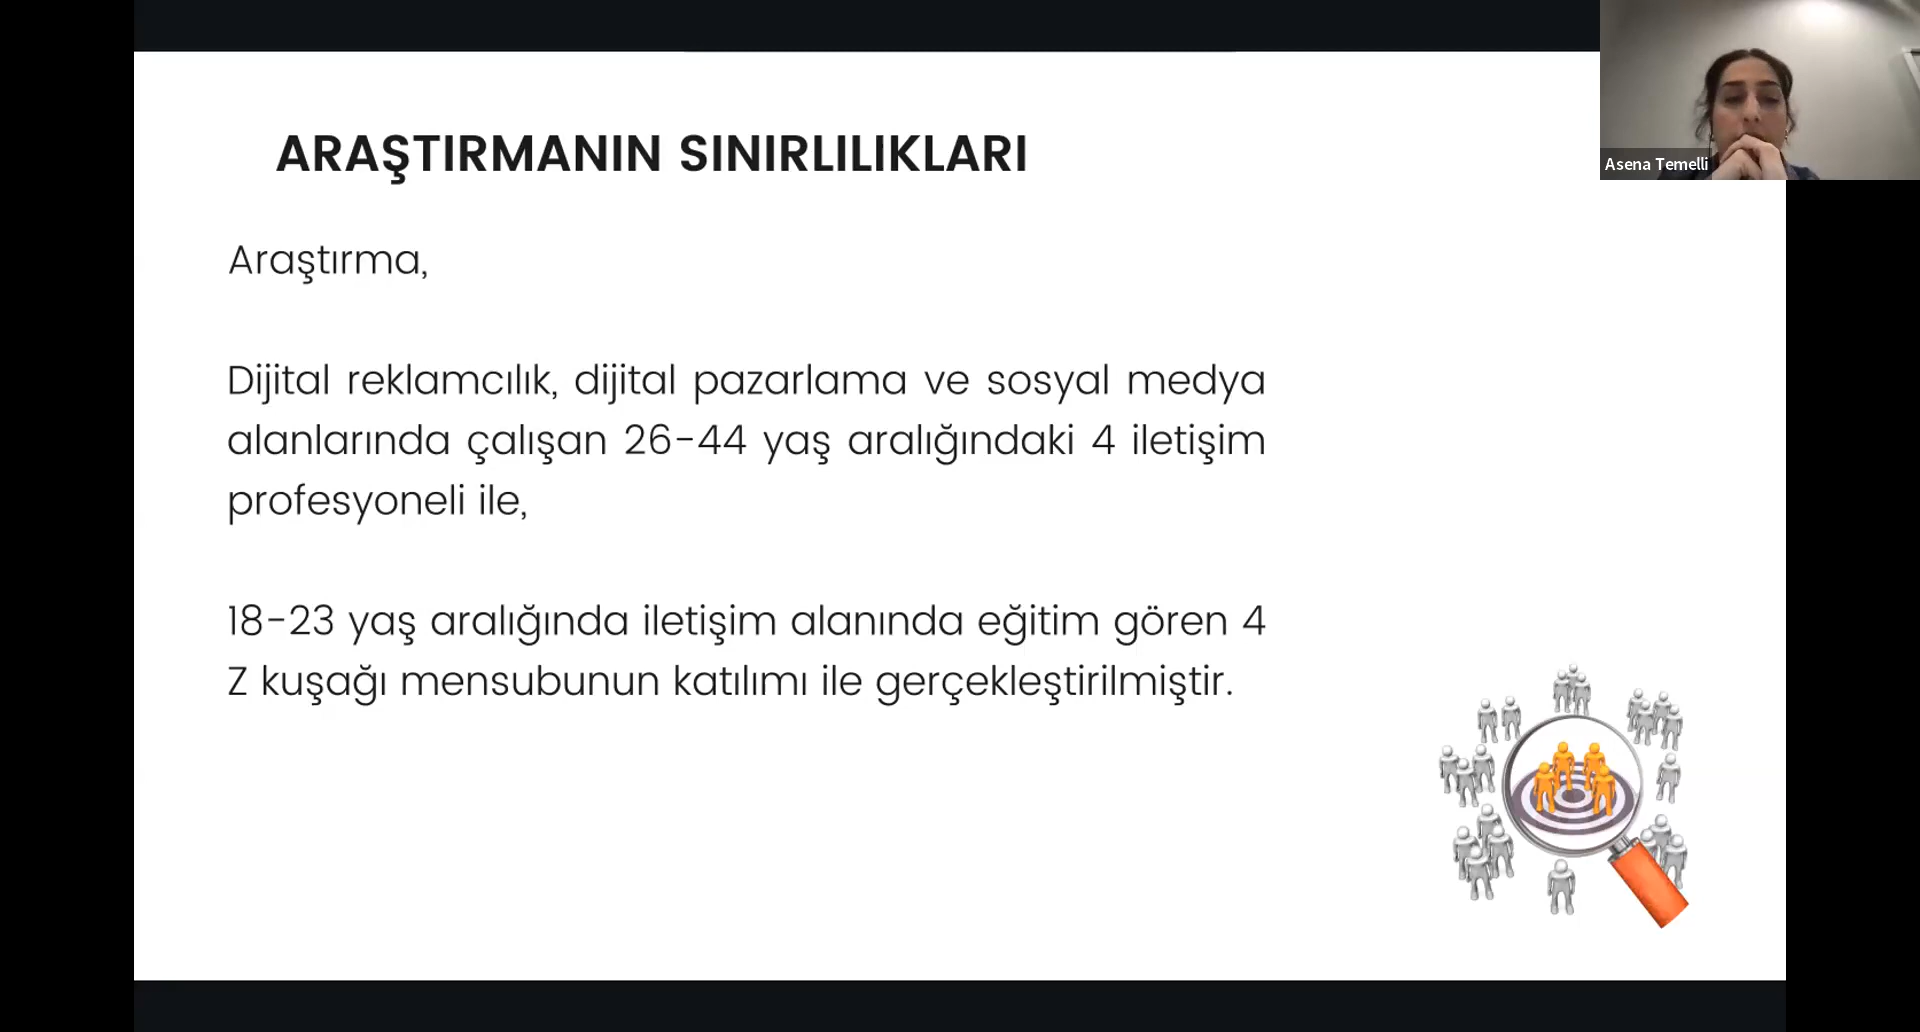 ARAŞTIRMANIN SINIRLILIKLARI
Asena Temelli
Araştırma,
Dijital reklamcılık, dijital pazarlama ve sosyal medya
alanlarında çalışan 26-44 yaş aralığındaki 4 iletişim
profesyoneli ile,
18-23 yaş aralığında iletişim alanında eğitim gören 4
Z kuşağı mensubunun katılımı ile gerçekleştirilmiştir.